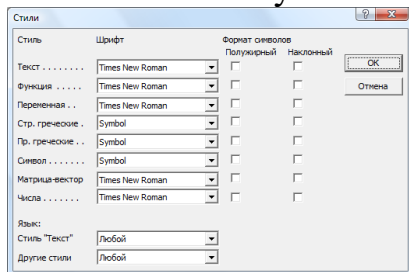 Стили
Стиль Шрифт Формат символов
Полужирный Наклонный
Текст . . . . . . . . Times New Roman OK
Функция . . . . . Times New Roman Отмена
Переменная . . Times New Roman
Стр. греческие . Symbol
Пр. греческие . . Symbol
Символ . . . . . . . Symbol
Матрица-вектор Times New Roman
Числа . . . . . . . Times New Roman
Язык:
Стиль "Текст" Любой
Другие стили Любой